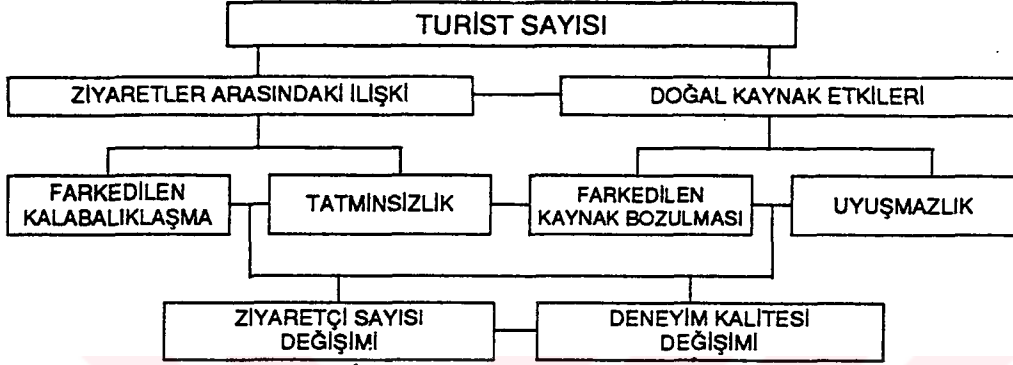 TURİST SAYISI
ZİYARETLER ARASINDAKİ İLİŞKİ
DOĞAL KAYNAK ETKİLERİ
FARKEDİLEN
KALABALIKLAŞMA
TATMİNSİZLİK
FARKEDİLEN
KAYNAK BOZULMASI
UYUŞMAZLIK
ZİYARETÇİ SAYISI
DEĞİŞİMİ
DENEYİM KALİTESİ
DEĞİŞİMİ